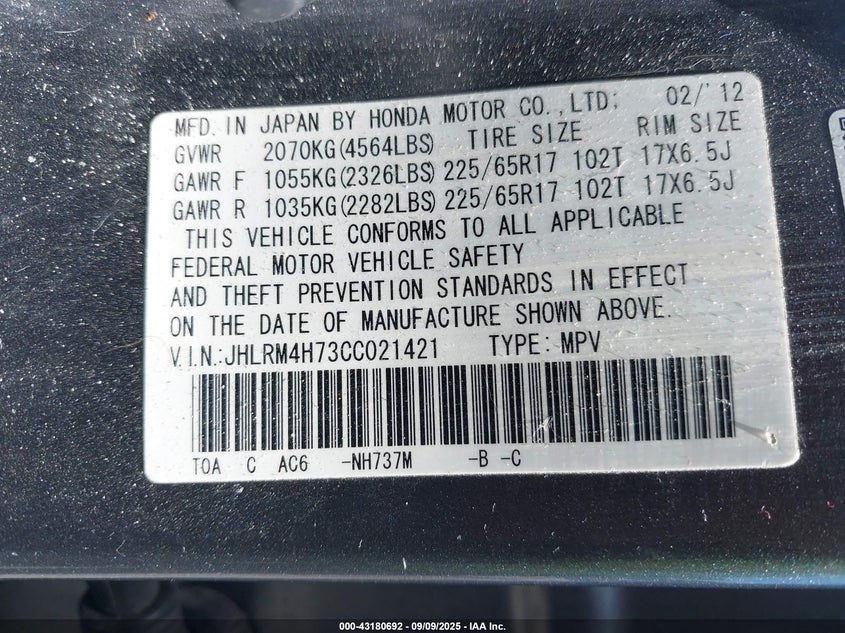 MFD. IN JAPAN BY HONDA MOTOR CO., LTD: 02/'12
GVWR 2070KG(4564LBS) TIRE SIZE RIM SIZE
GAWR F 1055KG(2326LBS) 225/65R17 102T 17X6.5J
GAWR R 1035KG(2282LBS) 225/65R17 102T 17X6.5J
THIS VEHICLE CONFORMS TO ALL APPLICABLE
FEDERAL MOTOR VEHICLE SAFETY
AND THEFT PREVENTION STANDARDS IN EFFECT
ON THE DATE OF MANUFACTURE SHOWN ABOVE.
V.I.N.:JHLRM4H73CC021421 TYPE: MPV
TOA C AC6 -NH737M -B -C
000-43180692 - 09/09/2025 - IAA Inc.